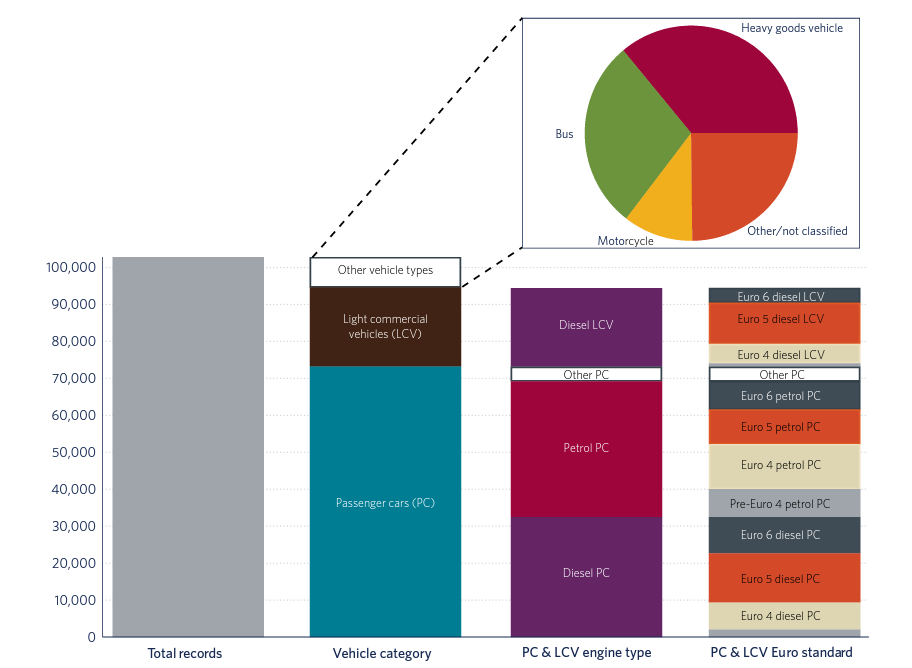 Heavy goods vehicle
Bus
Other/not classified
Motorcycle
100,000
90,000
80,000
70,000
60,000
50,000
40,000
30,000
20,000
10,000
0
Other vehicle types
Light commercial
vehicles (LCV)
Passenger cars (PC)
Diesel LCV
Other PC
Petrol PC
Diesel PC
Euro 6 diesel LCV
Euro 5 diesel LCV
Euro 4 diesel LCV
Other PC
Euro 6 petrol PC
Euro 5 petrol PC
Euro 4 petrol PC
Pre-Euro 4 petrol PC
Euro 6 diesel PC
Euro 5 diesel PC
Euro 4 diesel PC
Total records
Vehicle category
PC & LCV engine type
PC & LCV Euro standard